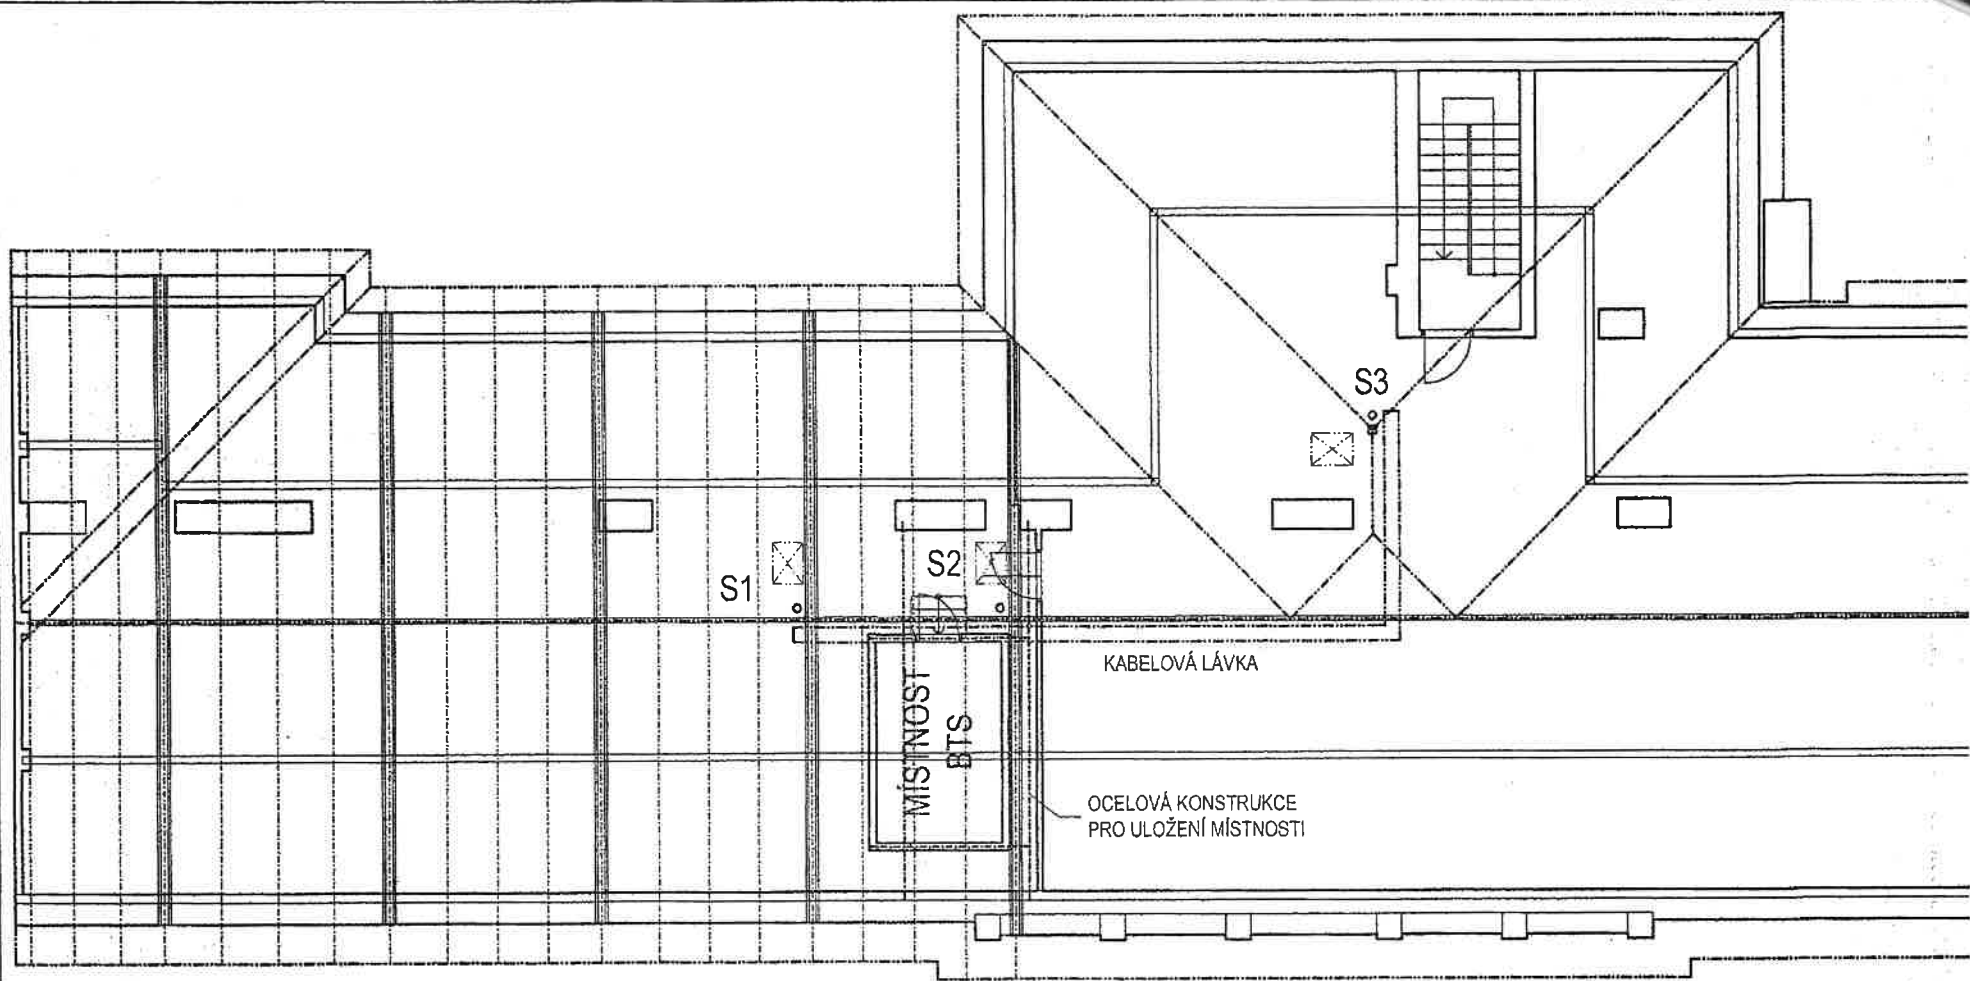 S3
S1
S2
KABELOVÁ LÁVKA
MÍSTNOST
BTS
OCELOVÁ KONSTRUKCE
PRO ULOŽENÍ MÍSTNOSTI